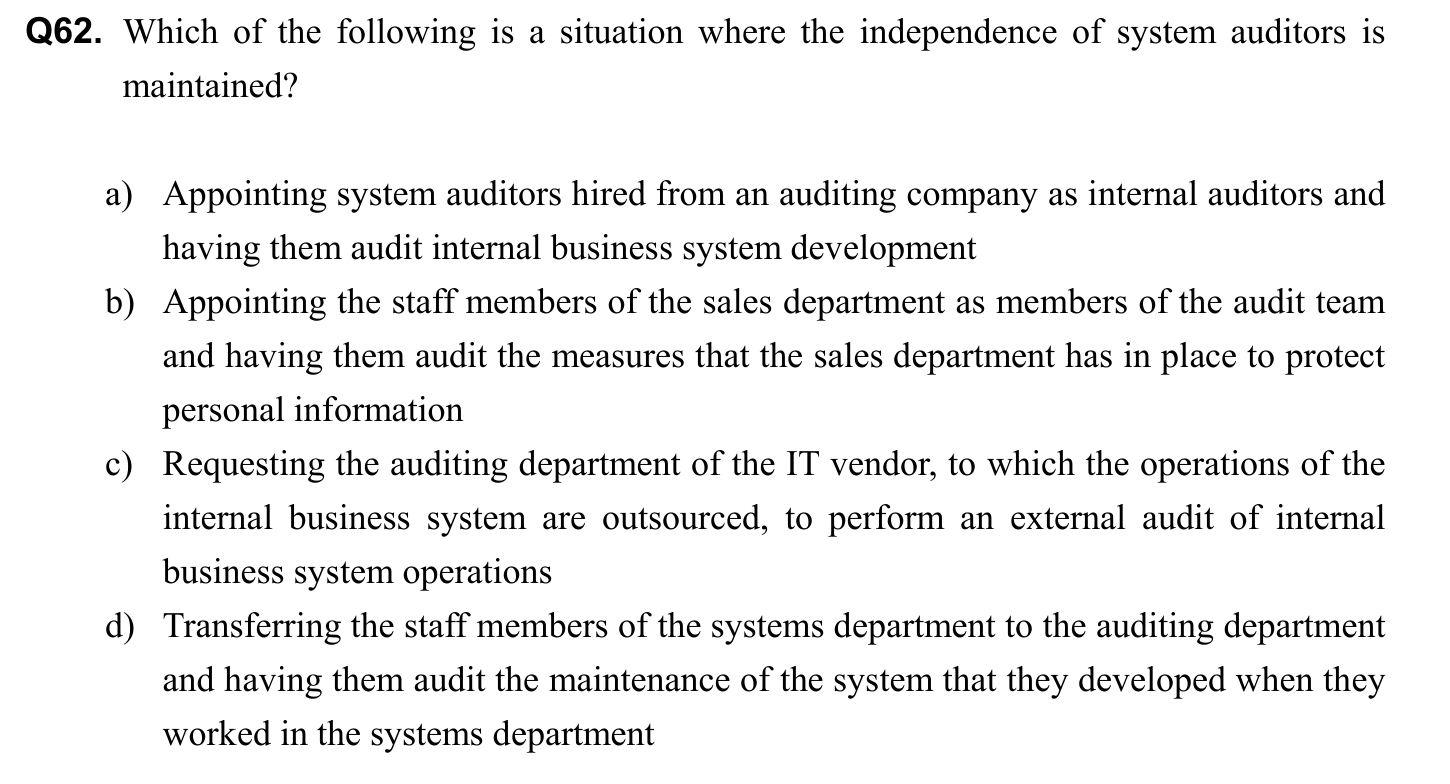 Q62. Which of the following is a situation where the independence of system auditors is
maintained?
a) Appointing system auditors hired from an auditing company as internal auditors and
having them audit internal business system development
b) Appointing the staff members of the sales department as members of the audit team
and having them audit the measures that the sales department has in place to protect
personal information
c) Requesting the auditing department of the IT vendor, to which the operations of the
internal business system are outsourced, to perform an external audit of internal
business system operations
d) Transferring the staff members of the systems department to the auditing department
and having them audit the maintenance of the system that they developed when they
worked in the systems department